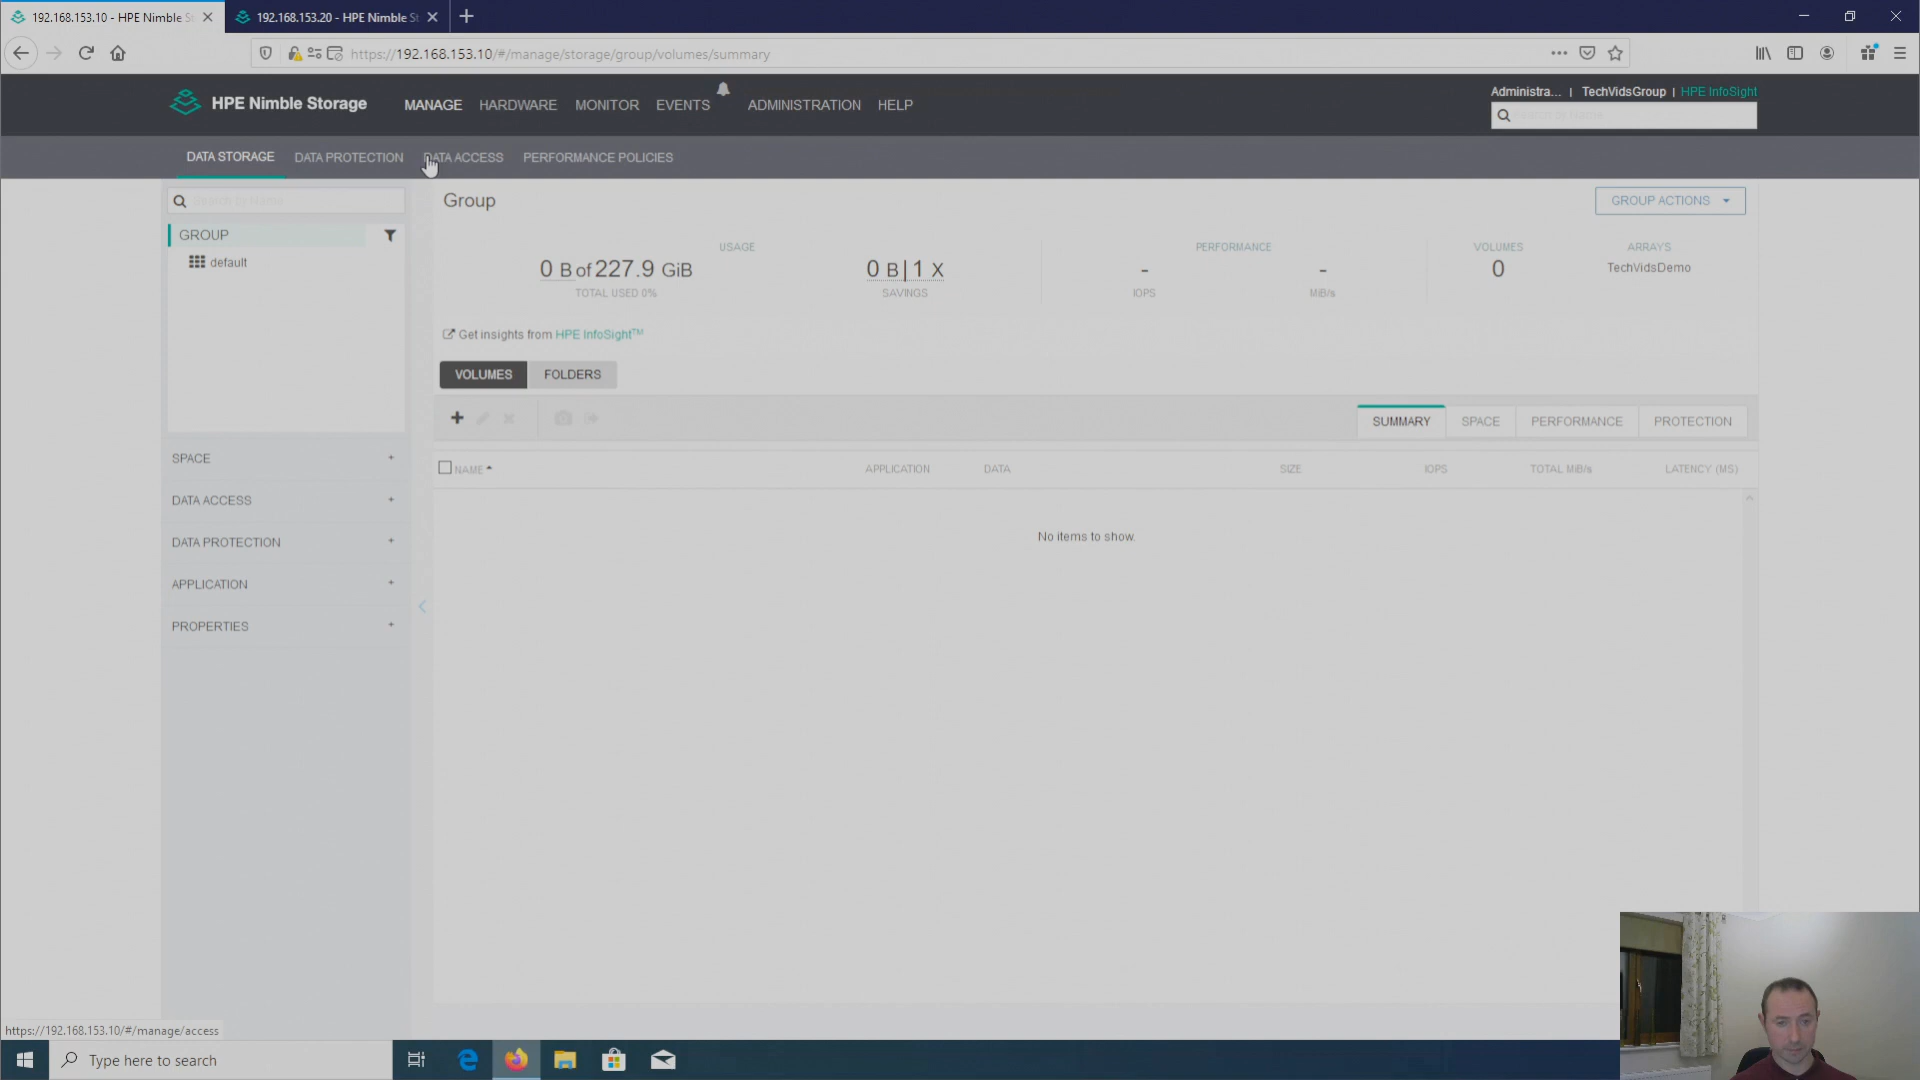 192.168.153.10 - HPE Nimble St
192.168.153.20 - HPE Nimble St
https://192.168.153.10/#/manage/storage/group/volumes/summary
HPE Nimble Storage
MANAGE HARDWARE MONITOR EVENTS ADMINISTRATION HELP
Administra... | TechVidsGroup | HPE InfoSight
DATA STORAGE DATA PROTECTION DATA ACCESS PERFORMANCE POLICIES
Search by Name
GROUP
default
SPACE +
DATA ACCESS +
DATA PROTECTION +
APPLICATION +
PROPERTIES +
Group
GROUP ACTIONS
USAGE PERFORMANCE VOLUMES ARRAYS
0 B of 227.9 GiB 0 B|1 X - - 0 TechVidsDemo
TOTAL USED 0% SAVINGS IOPS MiB/s
Get insights from HPE InfoSight™
VOLUMES FOLDERS
SUMMARY SPACE PERFORMANCE PROTECTION
NAME APPLICATION DATA SIZE IOPS TOTAL MiB/s LATENCY (MS)
No items to show.
https://192.168.153.10/#/manage/access
Type here to search